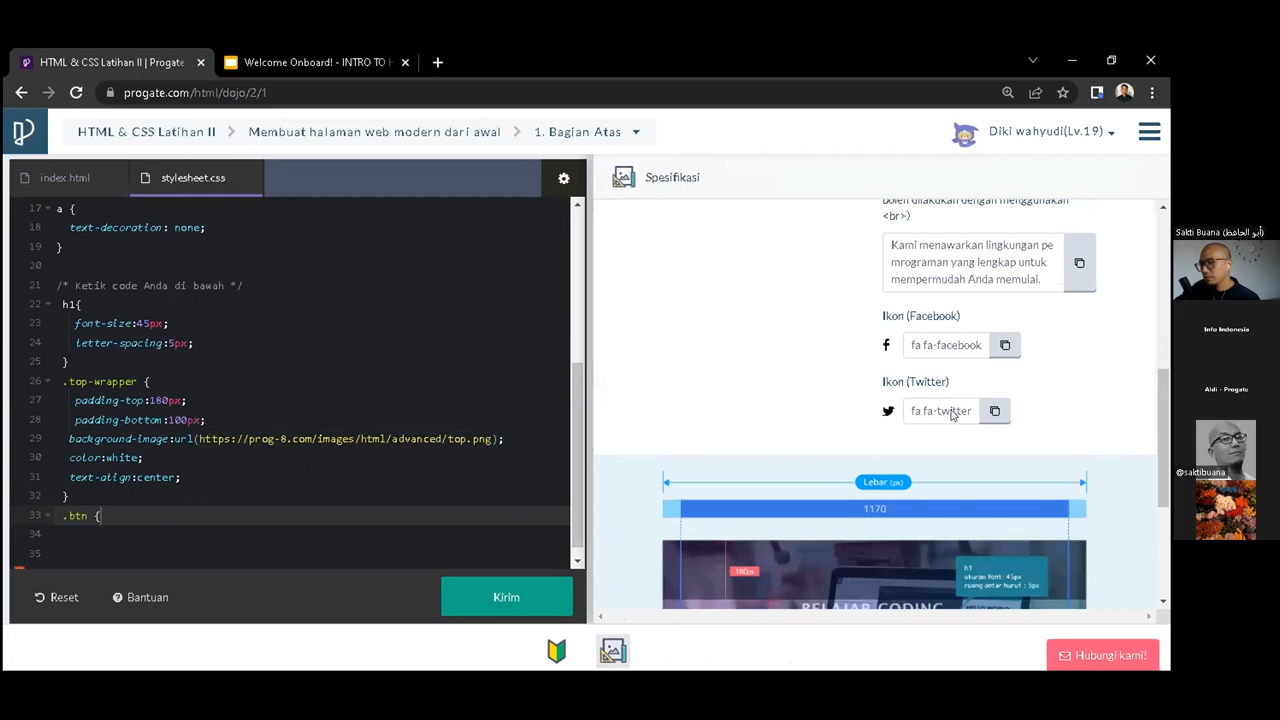 HTML & CSS Latihan II | Progate
Welcome Onboard! - INTRO TO H
progate.com/html/dojo/2/1
HTML & CSS Latihan II
Membuat halaman web modern dari awal
1. Bagian Atas
Diki wahyudi(Lv.19)
index.html
stylesheet.css
17 a {
18 text-decoration: none;
19 }
20
21 /* Ketik code Anda di bawah */
22 h1{
23 font-size:45px;
24 letter-spacing:5px;
25 }
26 .top-wrapper {
27 padding-top:180px;
28 padding-bottom:100px;
29 background-image:url(https://prog-8.com/images/html/advanced/top.png);
30 color:white;
31 text-align:center;
32 }
33 .btn {
34
35
Reset
Bantuan
Kirim
Spesifikasi
boleh dilakukan dengan menggunakan
<br>)
Kami menawarkan lingkungan pe
mrograman yang lengkap untuk
mempermudah Anda memulai.
Ikon (Facebook)
fa fa-facebook
Ikon (Twitter)
fa fa-twitter
Lebar (px)
1170
180px
h1
ukuran font: 45px
ruang antar huruf : 5px
BELAJAR CODING
Hubungi kami!
Sakti Buana (أبو الحافظ)
Info Indonesia
Aldi - Progate
@saktibuana_